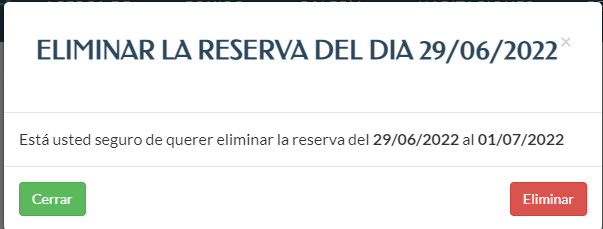 ELIMINAR LA RESERVA DEL DIA 29/06/2022
×
Está usted seguro de querer eliminar la reserva del 29/06/2022 al 01/07/2022
Cerrar
Eliminar